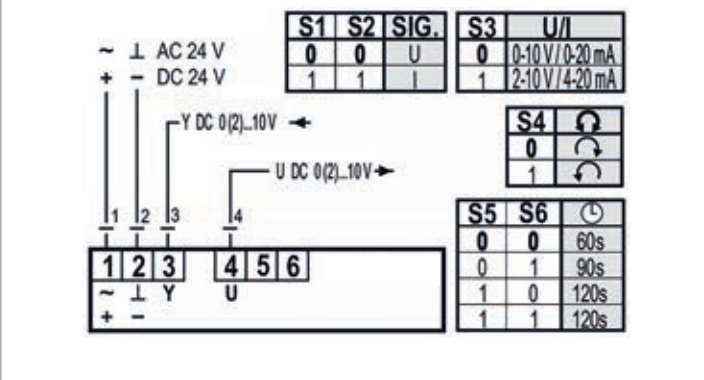 ~ ⊥ AC 24 V
+ − DC 24 V
S1 S2 SIG.
0 0 U
1 1 I
S3 U/I
0 0-10 V / 0-20 mA
1 2-10 V / 4-20 mA
Y DC 0(2)...10V
U DC 0(2)...10V
S4
0
1
1 2 3 4
1 2 3 4 5 6
~ ⊥ Y U
+ −
S5 S6
0 0 60s
0 1 90s
1 0 120s
1 1 120s